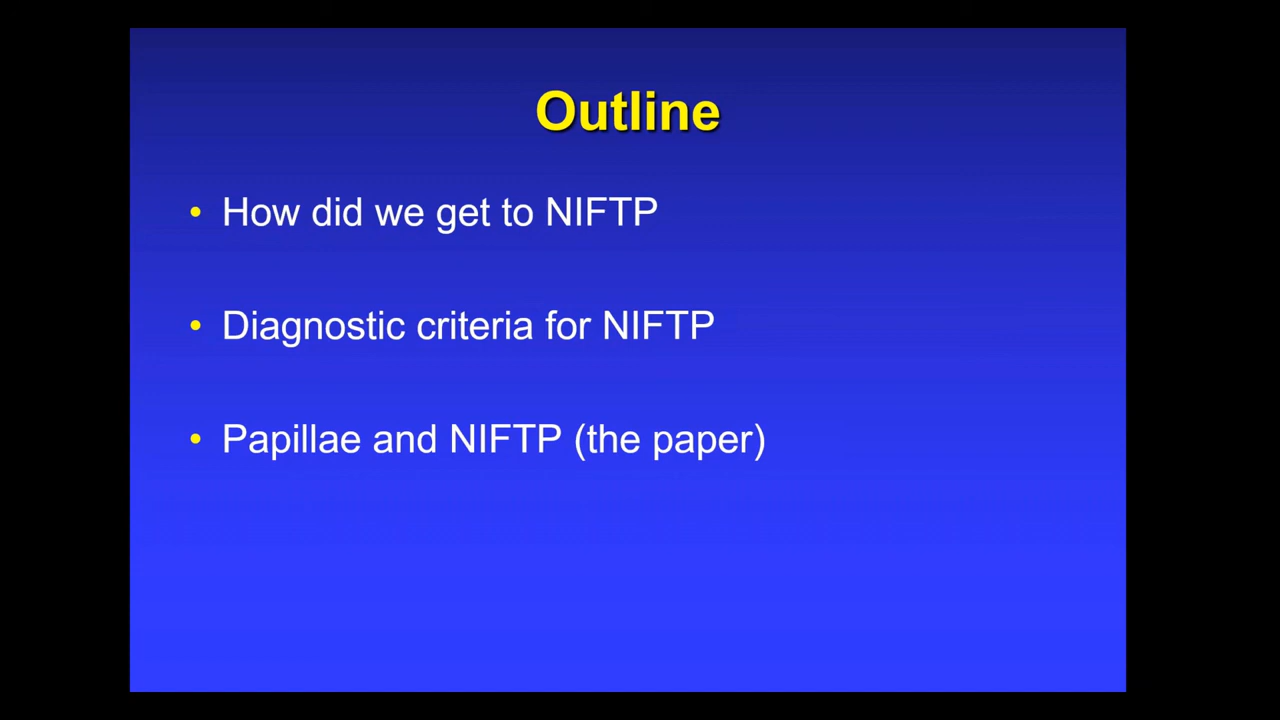 Outline
• How did we get to NIFTP
• Diagnostic criteria for NIFTP
• Papillae and NIFTP (the paper)